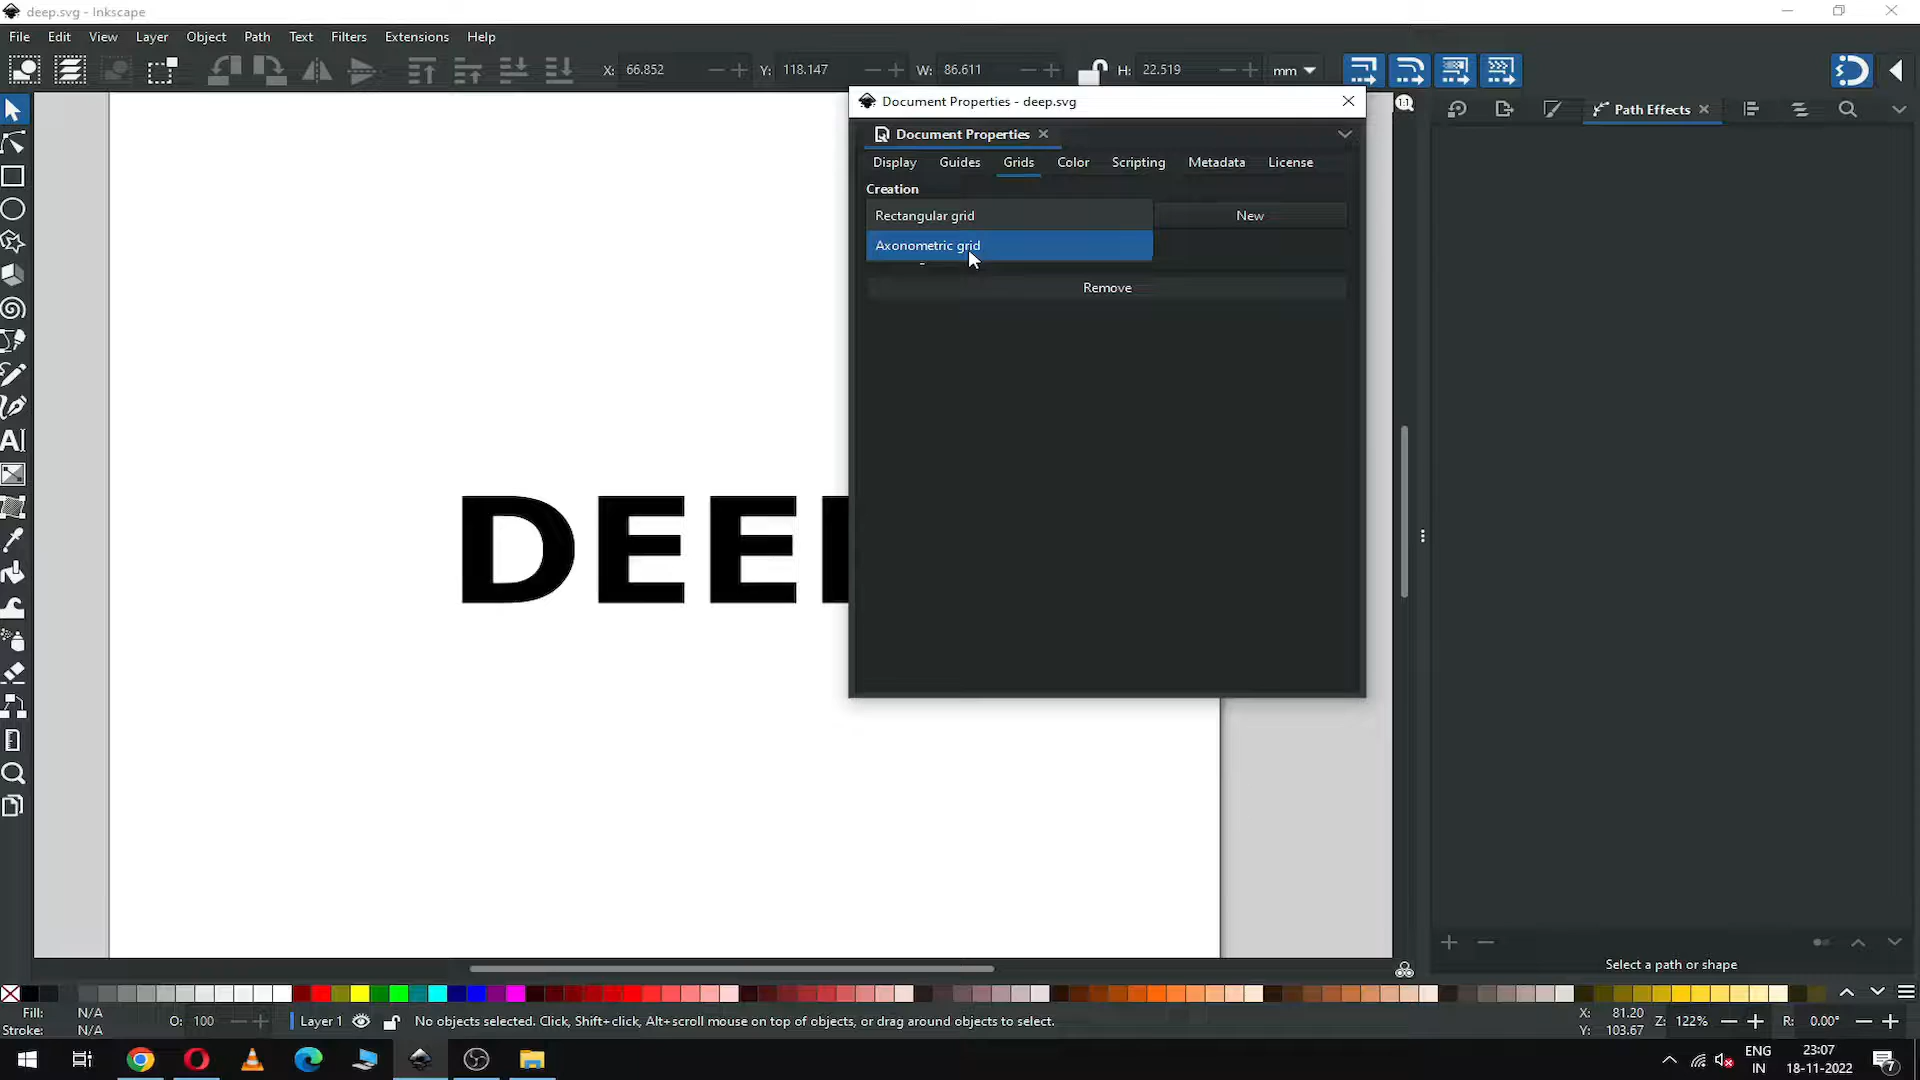 deep.svg - Inkscape
File Edit View Layer Object Path Text Filters Extensions Help
X: 66.852 Y: 118.147 W: 86.611 H: 22.519 mm
Document Properties - deep.svg
1:1
Document Properties
Path Effects
Display Guides Grids Color Scripting Metadata License
Creation
Rectangular grid
New
Axonometric grid
Remove
DEE
Select a path or shape
Fill: N/A
Stroke: N/A
O: 100
Layer 1
No objects selected. Click, Shift+click, Alt+scroll mouse on top of objects, or drag around objects to select.
X: 81.20
Y: 103.67
Z: 122%
R: 0.00°
ENG
IN
23:07
18-11-2022
7